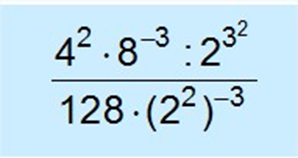 4² · 8⁻³ : 2^3²
128 · (2²)⁻³